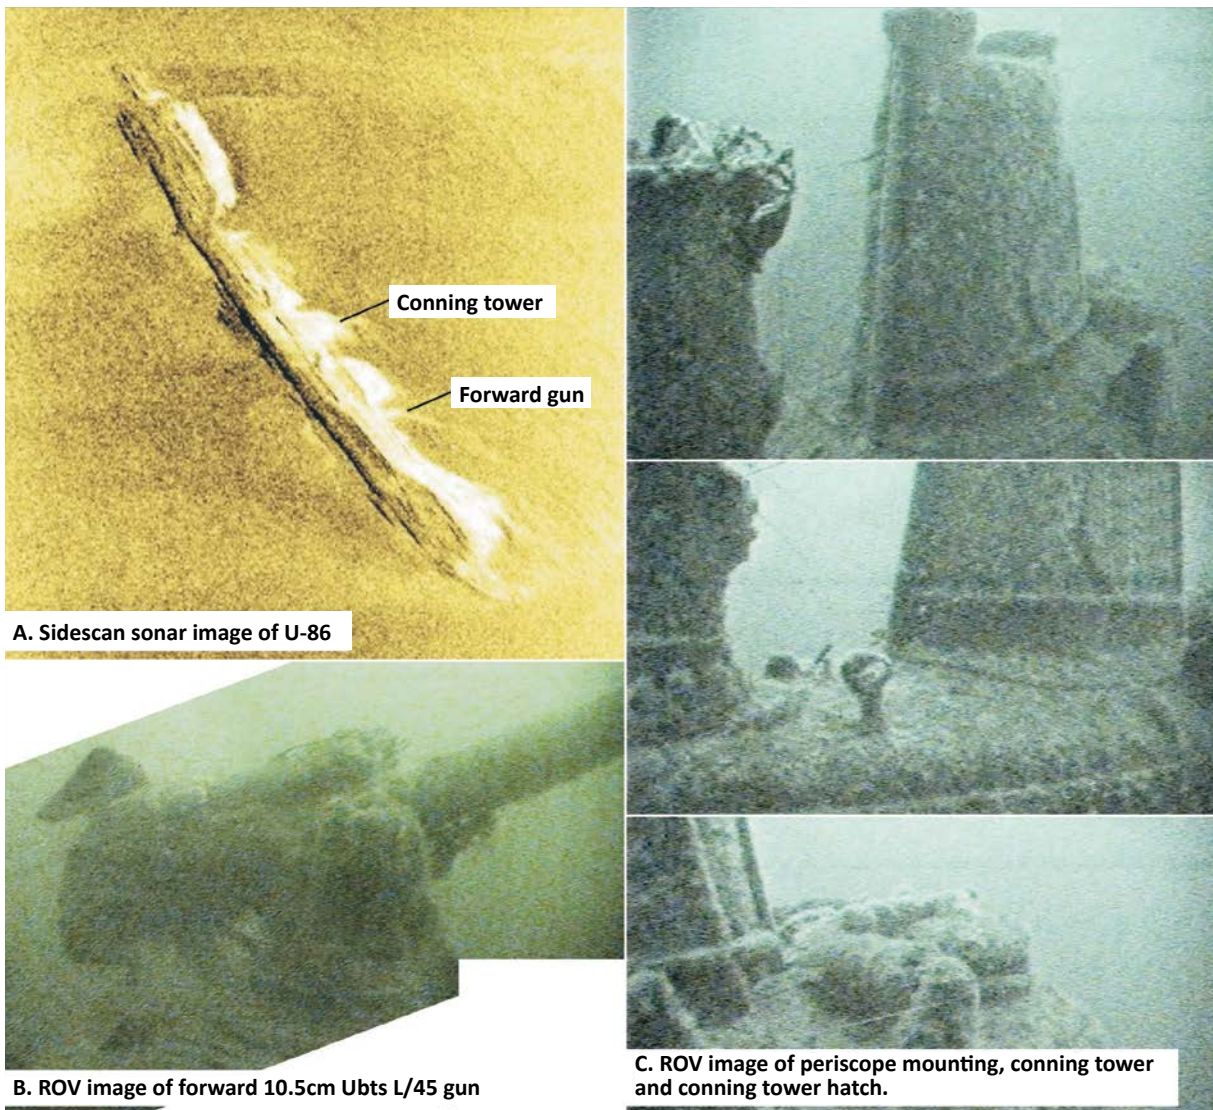 Conning tower
Forward gun
A. Sidescan sonar image of U-86
B. ROV image of forward 10.5cm Ubts L/45 gun
C. ROV image of periscope mounting, conning tower
and conning tower hatch.